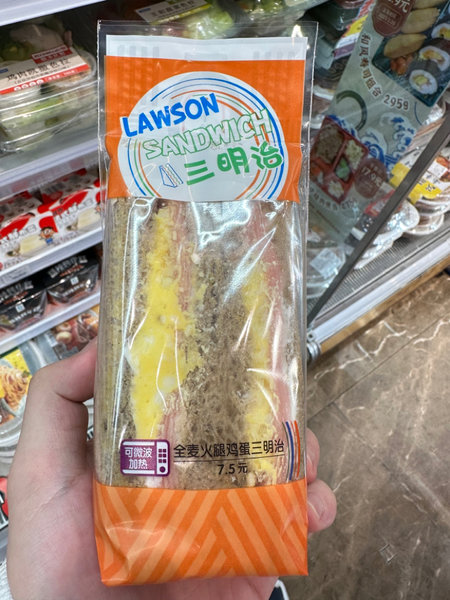 LAWSON
SANDWICH
三明治
可微波
加热
全麦火腿鸡蛋三明治
7.5元
2959